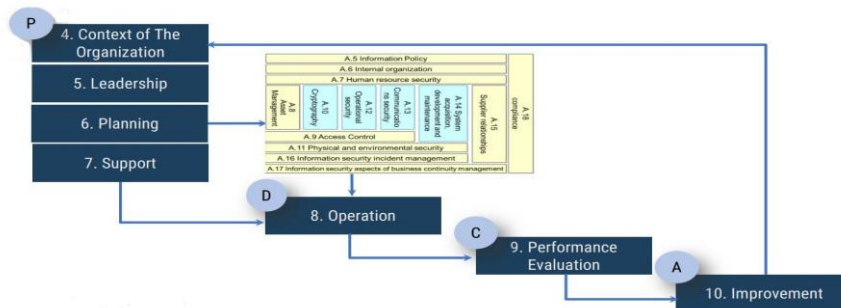 P
4. Context of The
Organization
5. Leadership
6. Planning
7. Support
A.5 Information Policy
A.6 Internal organization
A.7 Human resource security
A.8
Asset
Management
A.10
Cryptography
A.12
Operational
security
A.13
Communicatio
ns security
A.14 System
acquisition,
development and
maintenance
A.15
Supplier relationships
A.18
compliance
A.9 Access Control
A.11 Physical and environmental security
A.16 Information security incident management
A.17 Information security aspects of business continuity management
D
8. Operation
C
9. Performance
Evaluation
A
10. Improvement